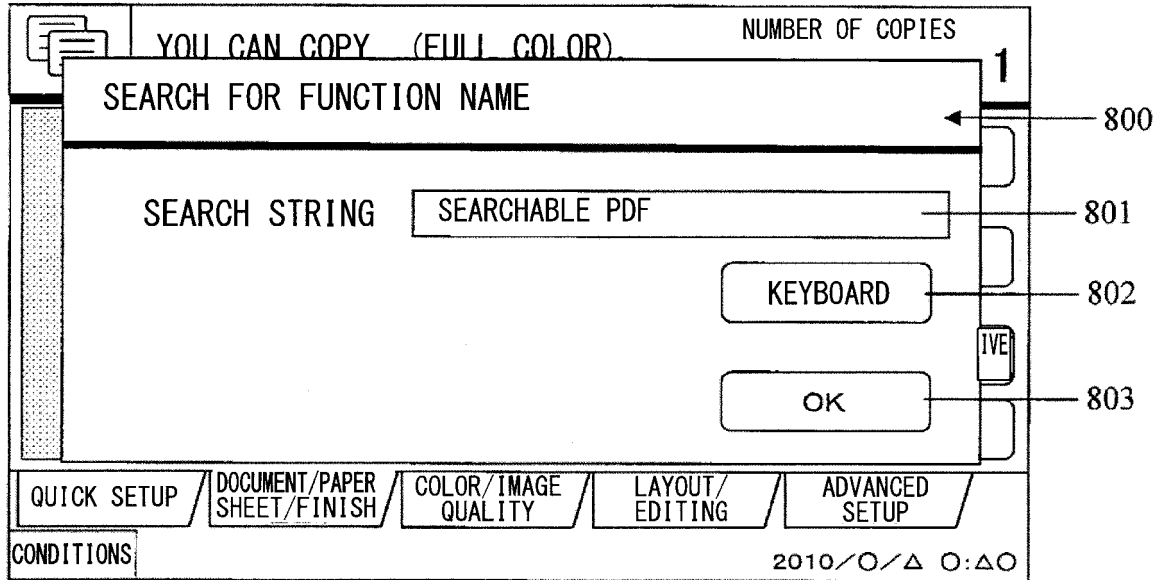 NUMBER OF COPIES
YOU CAN COPY (FULL COLOR).
1
SEARCH FOR FUNCTION NAME
800
SEARCH STRING SEARCHABLE PDF 801
KEYBOARD 802
IVE
OK 803
QUICK SETUP
DOCUMENT/PAPER
SHEET/FINISH
COLOR/IMAGE
QUALITY
LAYOUT/
EDITING
ADVANCED
SETUP
CONDITIONS
2010/○/△ ○:△○